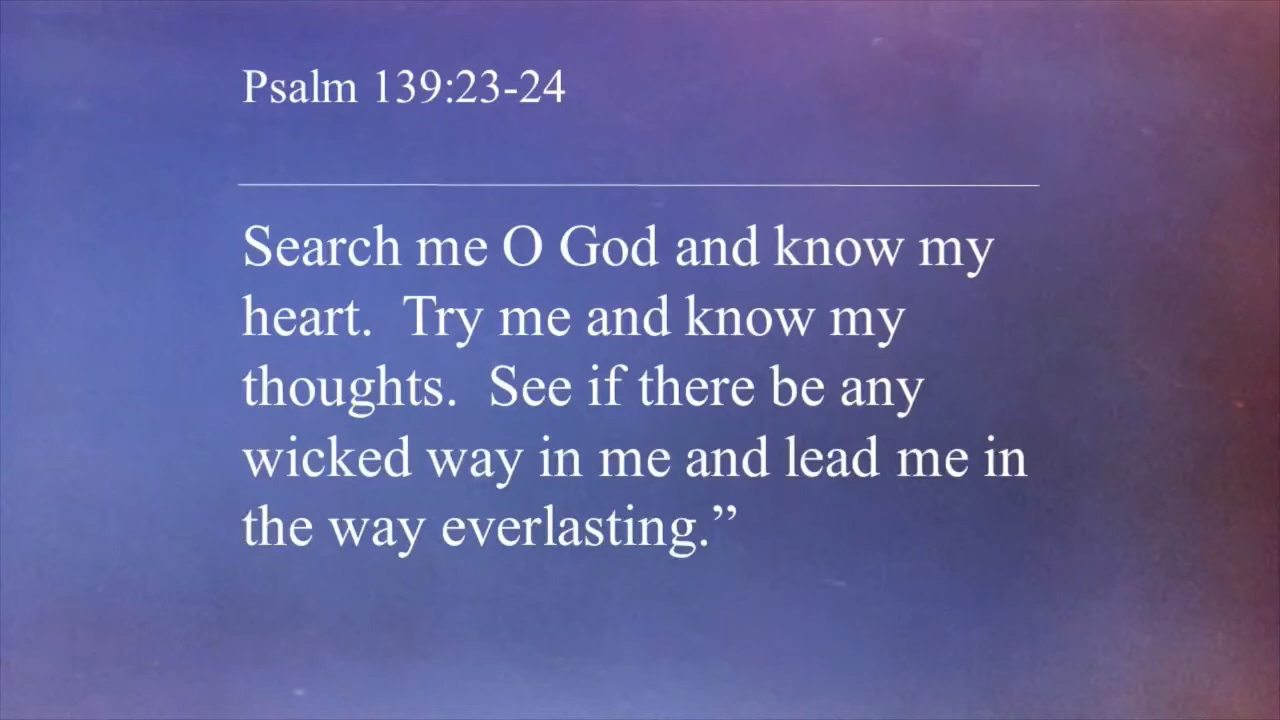 Psalm 139:23-24
Search me O God and know my
heart.  Try me and know my
thoughts.  See if there be any
wicked way in me and lead me in
the way everlasting.”